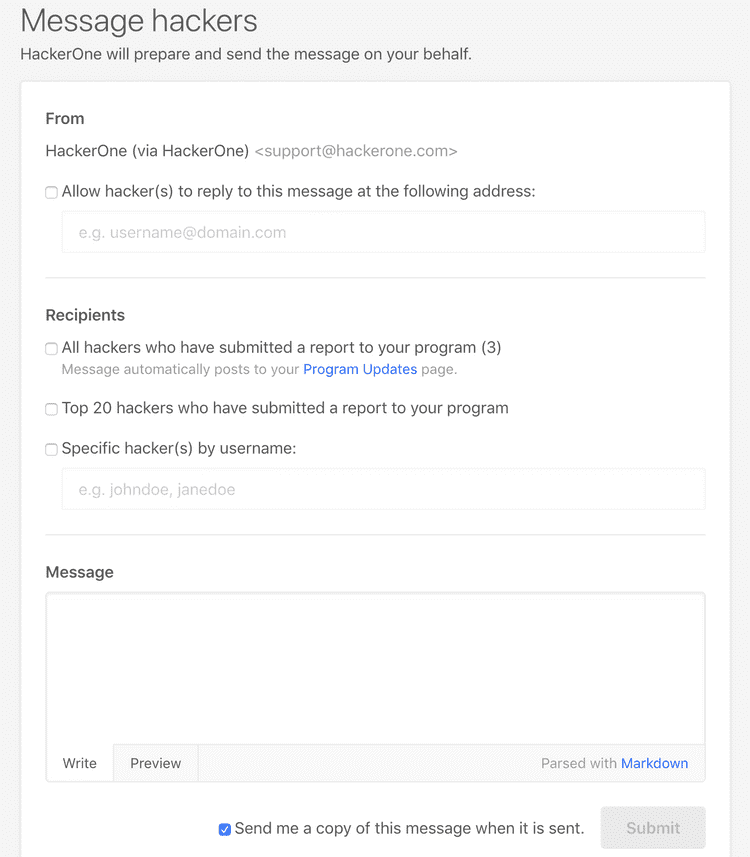 Message hackers
HackerOne will prepare and send the message on your behalf.
From
HackerOne (via HackerOne) <support@hackerone.com>
Allow hacker(s) to reply to this message at the following address:
e.g. username@domain.com
Recipients
All hackers who have submitted a report to your program (3)
Message automatically posts to your Program Updates page.
Top 20 hackers who have submitted a report to your program
Specific hacker(s) by username:
e.g. johndoe, janedoe
Message
Write Preview Parsed with Markdown
Send me a copy of this message when it is sent. Submit